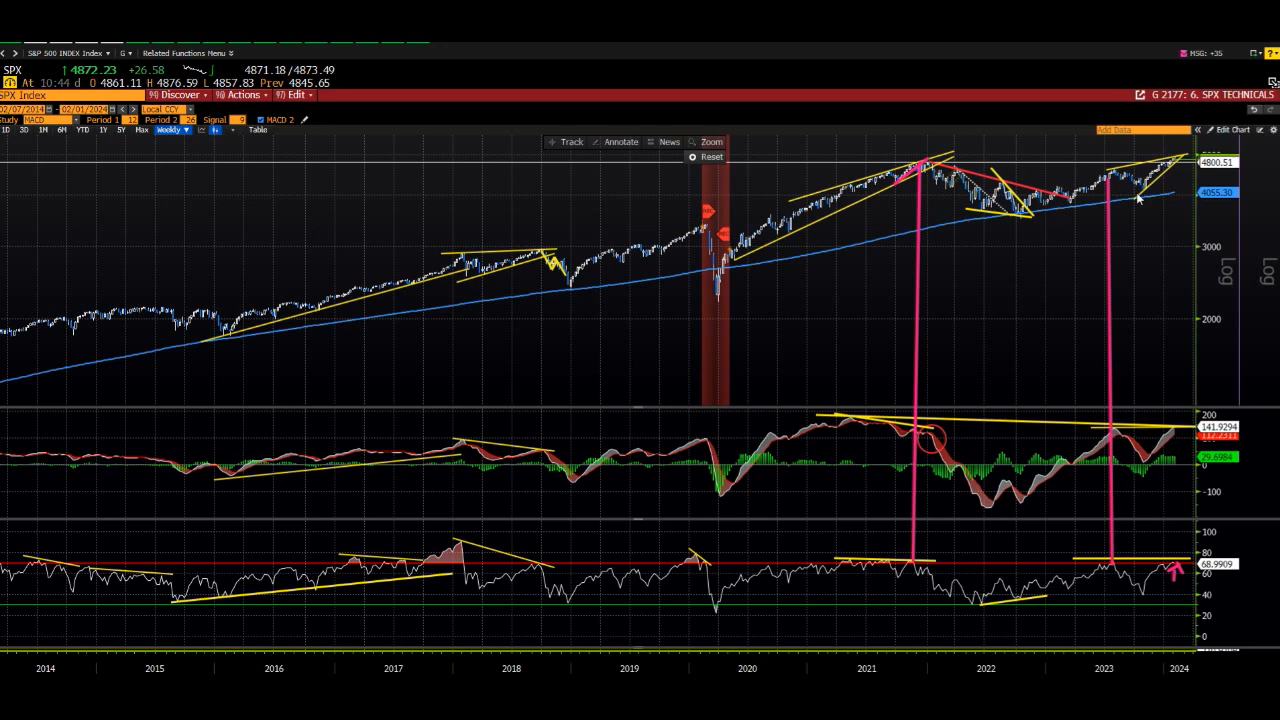 S&P 500 INDEX Index G Related Functions Menu MSG: +35 ?
SPX 4872.23 +26.58 4871.18/4873.49
At 10:44 d O 4861.11 H 4876.59 L 4857.83 Prev 4845.65
SPX Index Discover Actions Edit G 2177: 6. SPX TECHNICALS
02/07/2014 - 02/01/2024 Local CCY
Study MACD Period 1 12 Period 2 26 Signal 9 MACD 2
1D 3D 1M 6M YTD 1Y 5Y Max Weekly Table Add Data Edit Chart
Track Annotate News Zoom
Reset
4800.51
4055.30
3000
Log Log
2000
200
141.9294
112.2311
0
29.6984
-100
100
80
68.9909
60
40
20
0
2014 2015 2016 2017 2018 2019 2020 2021 2022 2023 2024